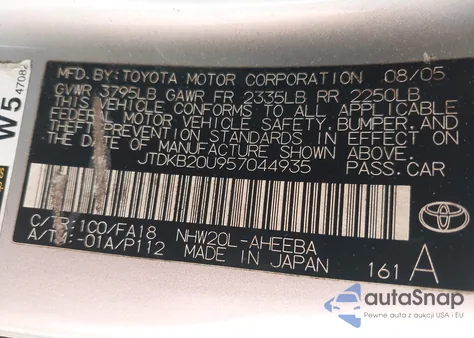 MFD.BY:TOYOTA MOTOR CORPORATION 08/05
GVWR 3795LB GAWR FR 2335LB RR 2250LB
THIS VEHICLE CONFORMS TO ALL APPLICABLE
FEDERAL MOTOR VEHICLE SAFETY,BUMPER,AND
THEFT PREVENTION STANDARDS IN EFFECT ON
THE DATE OF MANUFACTURE SHOWN ABOVE.
JTDKB20U957044935 PASS.CAR
C/TR:1C0/FA18 NHW20L-AHEEBA
A/TM:-01A/P112 MADE IN JAPAN 161 A
TOYOTA
W5
4708
autoSnap
Pewne auta z aukcji USA i EU